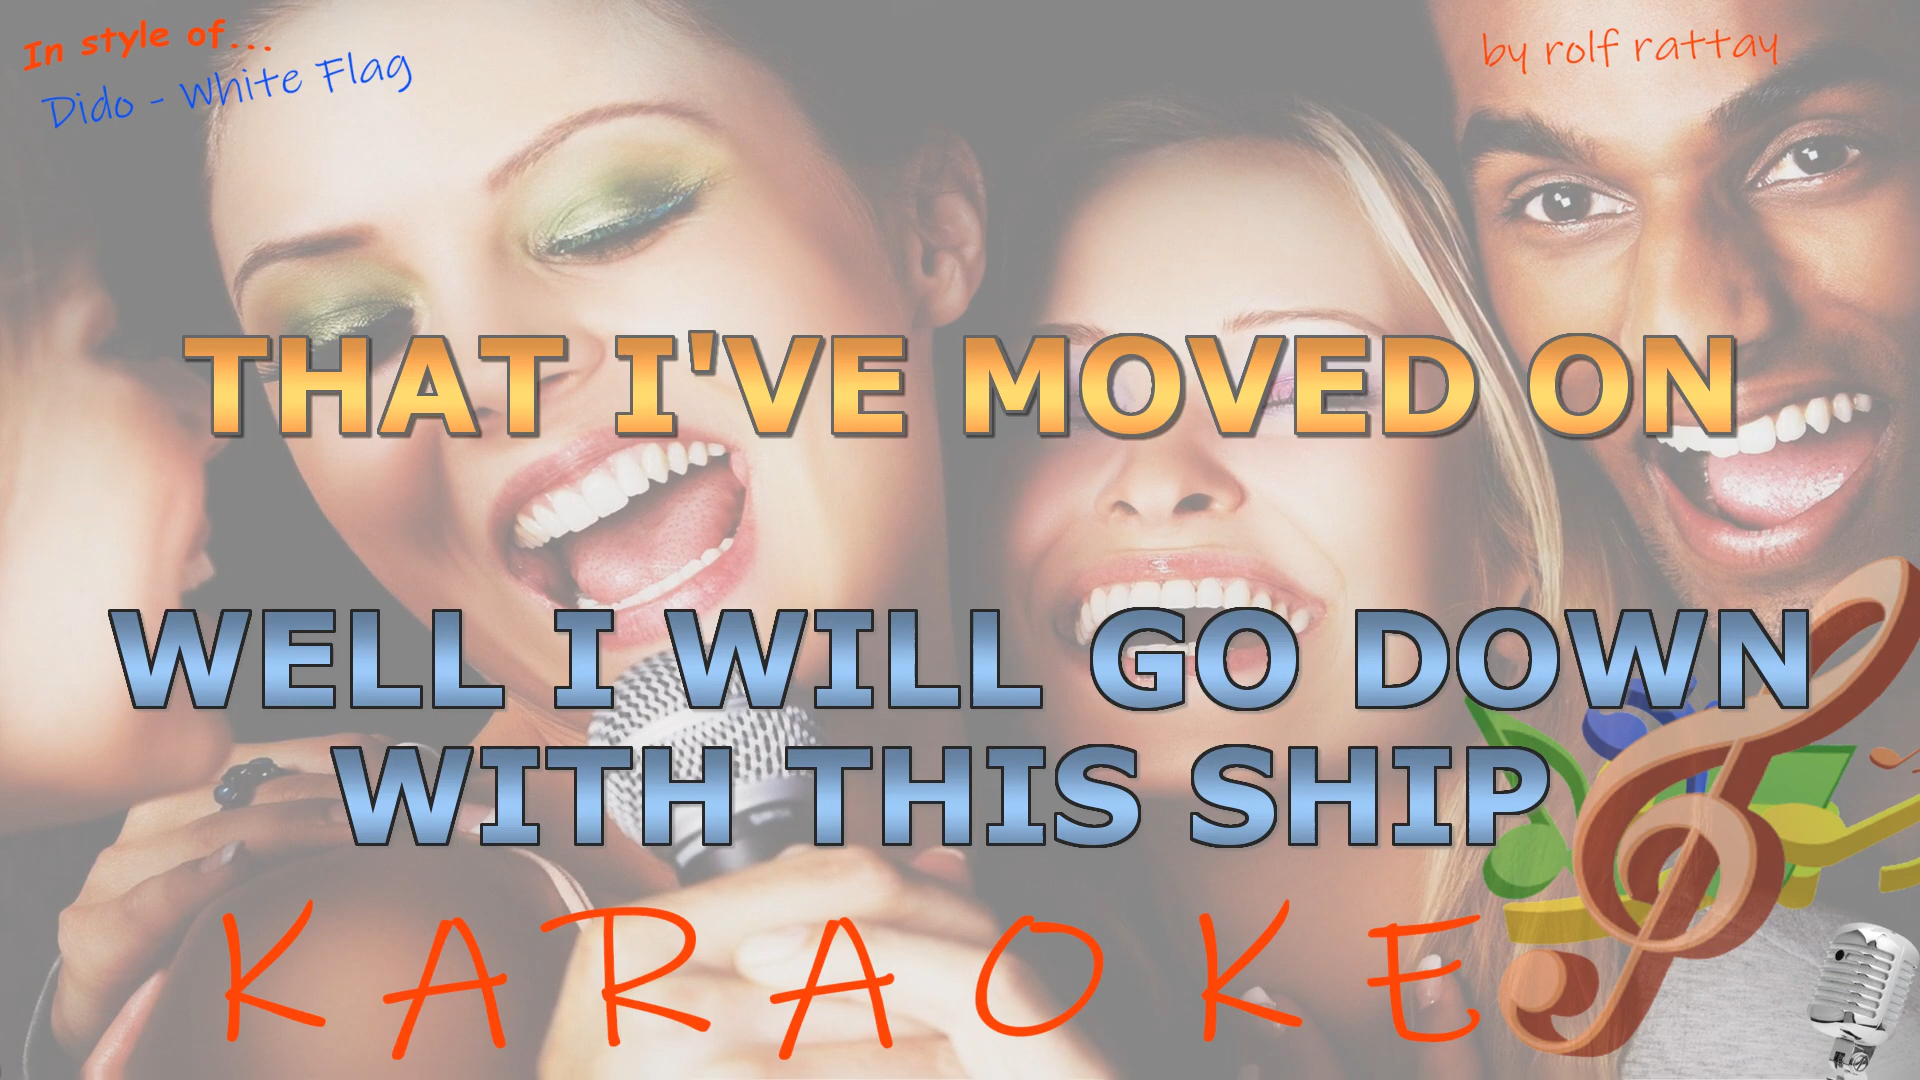 In style of...
Dido - White Flag
by rolf rattay
THAT I'VE MOVED ON
WELL I WILL GO DOWN
WITH THIS SHIP
KARAOKE